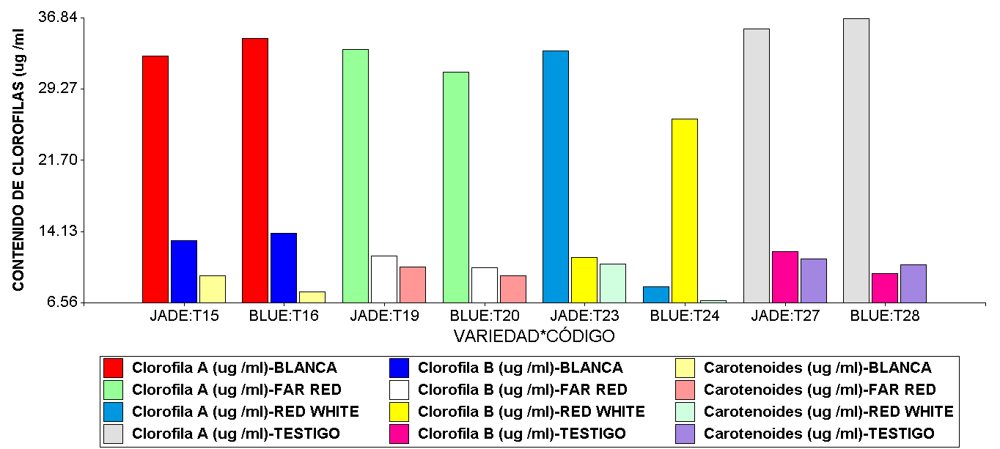 CONTENIDO DE CLOROFILAS (ug /ml)
36.84
29.27
21.70
14.13
6.56
JADE:T15 BLUE:T16 JADE:T19 BLUE:T20 JADE:T23 BLUE:T24 JADE:T27 BLUE:T28
VARIEDAD*CÓDIGO
Clorofila A (ug /ml)-BLANCA Clorofila B (ug /ml)-BLANCA Carotenoides (ug /ml)-BLANCA
Clorofila A (ug /ml)-FAR RED Clorofila B (ug /ml)-FAR RED Carotenoides (ug /ml)-FAR RED
Clorofila A (ug /ml)-RED WHITE Clorofila B (ug /ml)-RED WHITE Carotenoides (ug /ml)-RED WHITE
Clorofila A (ug /ml)-TESTIGO Clorofila B (ug /ml)-TESTIGO Carotenoides (ug /ml)-TESTIGO